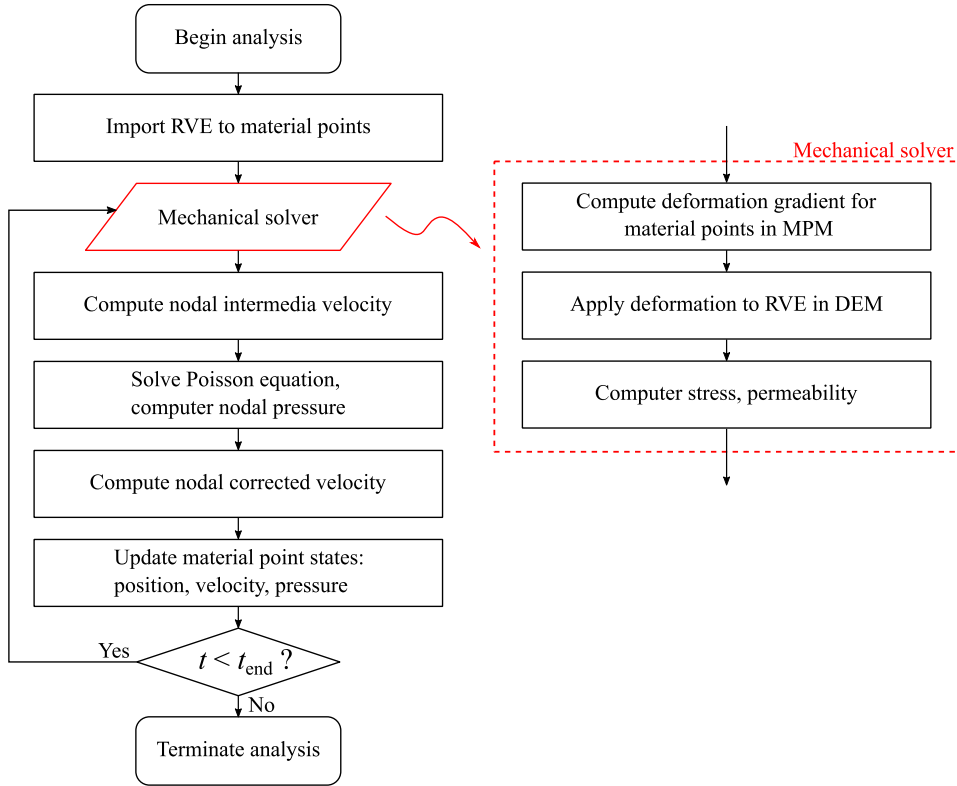 Begin analysis
Import RVE to material points
Mechanical solver
Compute nodal intermedia velocity
Solve Poisson equation,
computer nodal pressure
Compute nodal corrected velocity
Update material point states:
position, velocity, pressure
t < t_end ?
Yes
No
Terminate analysis
Mechanical solver
Compute deformation gradient for
material points in MPM
Apply deformation to RVE in DEM
Computer stress, permeability